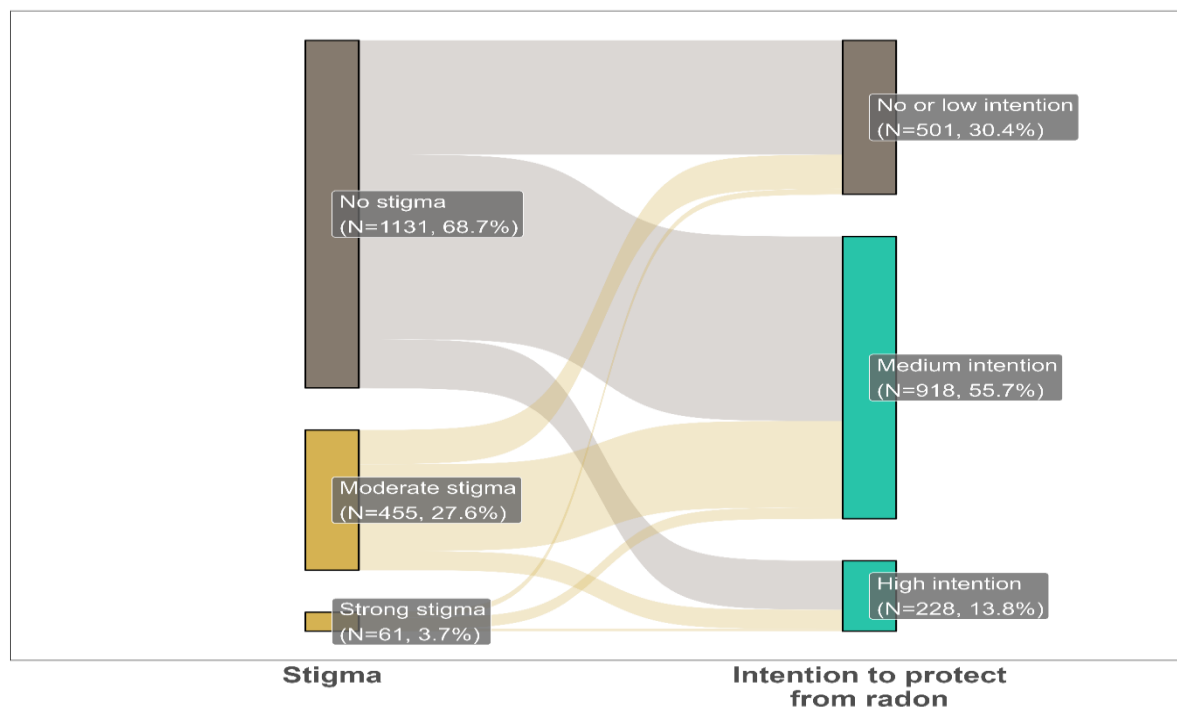 No stigma
(N=1131, 68.7%)
Moderate stigma
(N=455, 27.6%)
Strong stigma
(N=61, 3.7%)
No or low intention
(N=501, 30.4%)
Medium intention
(N=918, 55.7%)
High intention
(N=228, 13.8%)
Stigma
Intention to protect
from radon